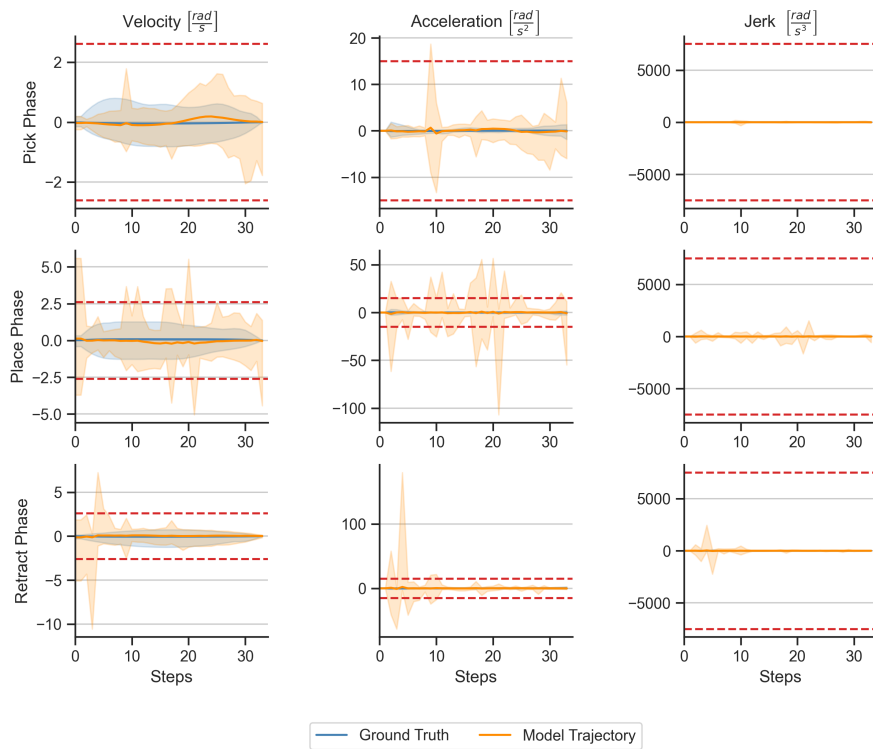 Velocity [rad/s] Acceleration [rad/s²] Jerk [rad/s³]
Pick Phase
2
0
−2
0 10 20 30
20
10
0
−10
0 10 20 30
5000
0
−5000
0 10 20 30
Place Phase
5.0
2.5
0.0
−2.5
−5.0
0 10 20 30
50
0
−50
−100
0 10 20 30
5000
0
−5000
0 10 20 30
Retract Phase
5
0
−5
−10
0 10 20 30
Steps
100
0
0 10 20 30
Steps
5000
0
−5000
0 10 20 30
Steps
Ground Truth Model Trajectory